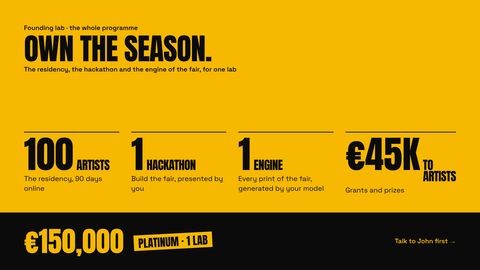 Founding lab · the whole programme
OWN THE SEASON.
The residency, the hackathon and the engine of the fair, for one lab
100 ARTISTS
The residency, 90 days
online
1 HACKATHON
Build the fair, presented by
you
1 ENGINE
Every print of the fair,
generated by your model
€45K TO
ARTISTS
Grants and prizes
€150,000
PLATINUM · 1 LAB
Talk to John first →